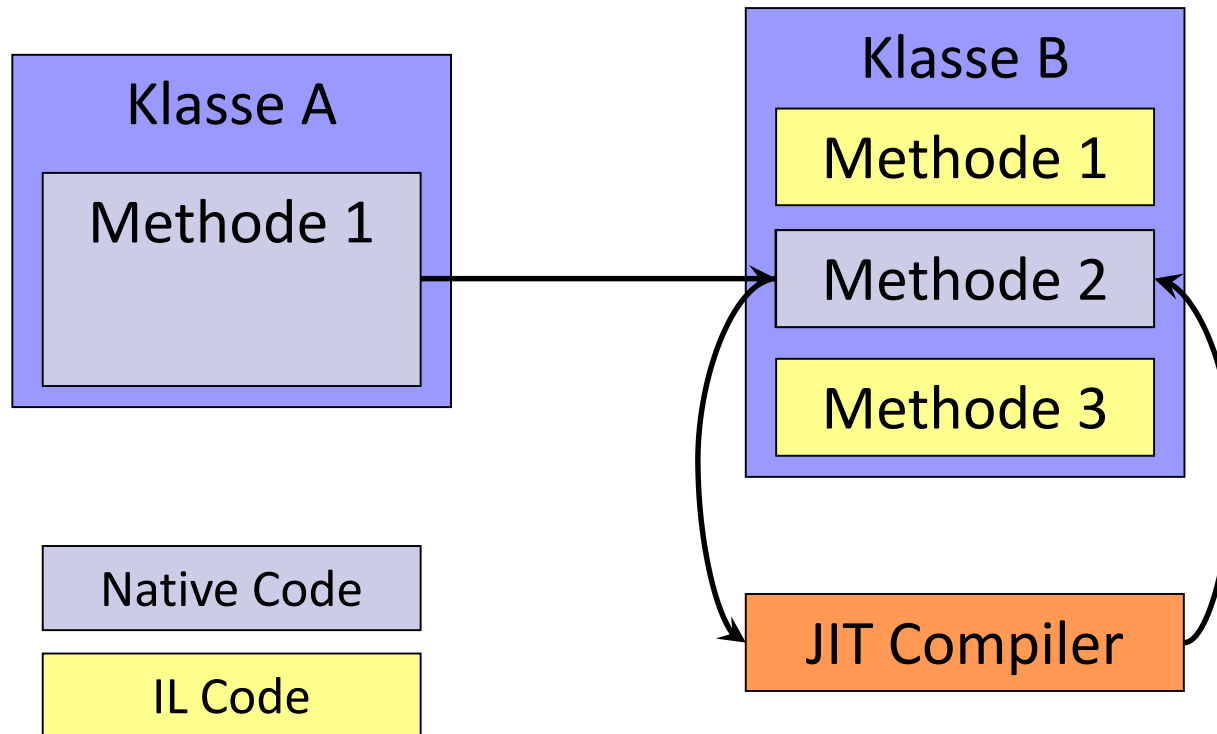 Klasse A
Methode 1
Klasse B
Methode 1
Methode 2
Methode 3
Native Code
IL Code
JIT Compiler